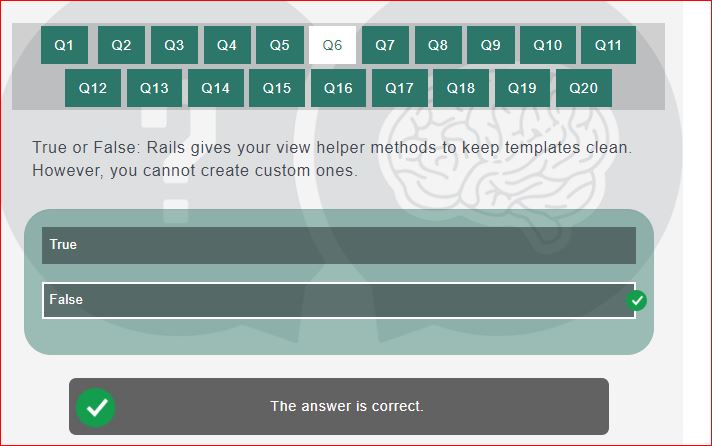 Q1 Q2 Q3 Q4 Q5 Q6 Q7 Q8 Q9 Q10 Q11
Q12 Q13 Q14 Q15 Q16 Q17 Q18 Q19 Q20
True or False: Rails gives your view helper methods to keep templates clean.
However, you cannot create custom ones.
True
False
The answer is correct.